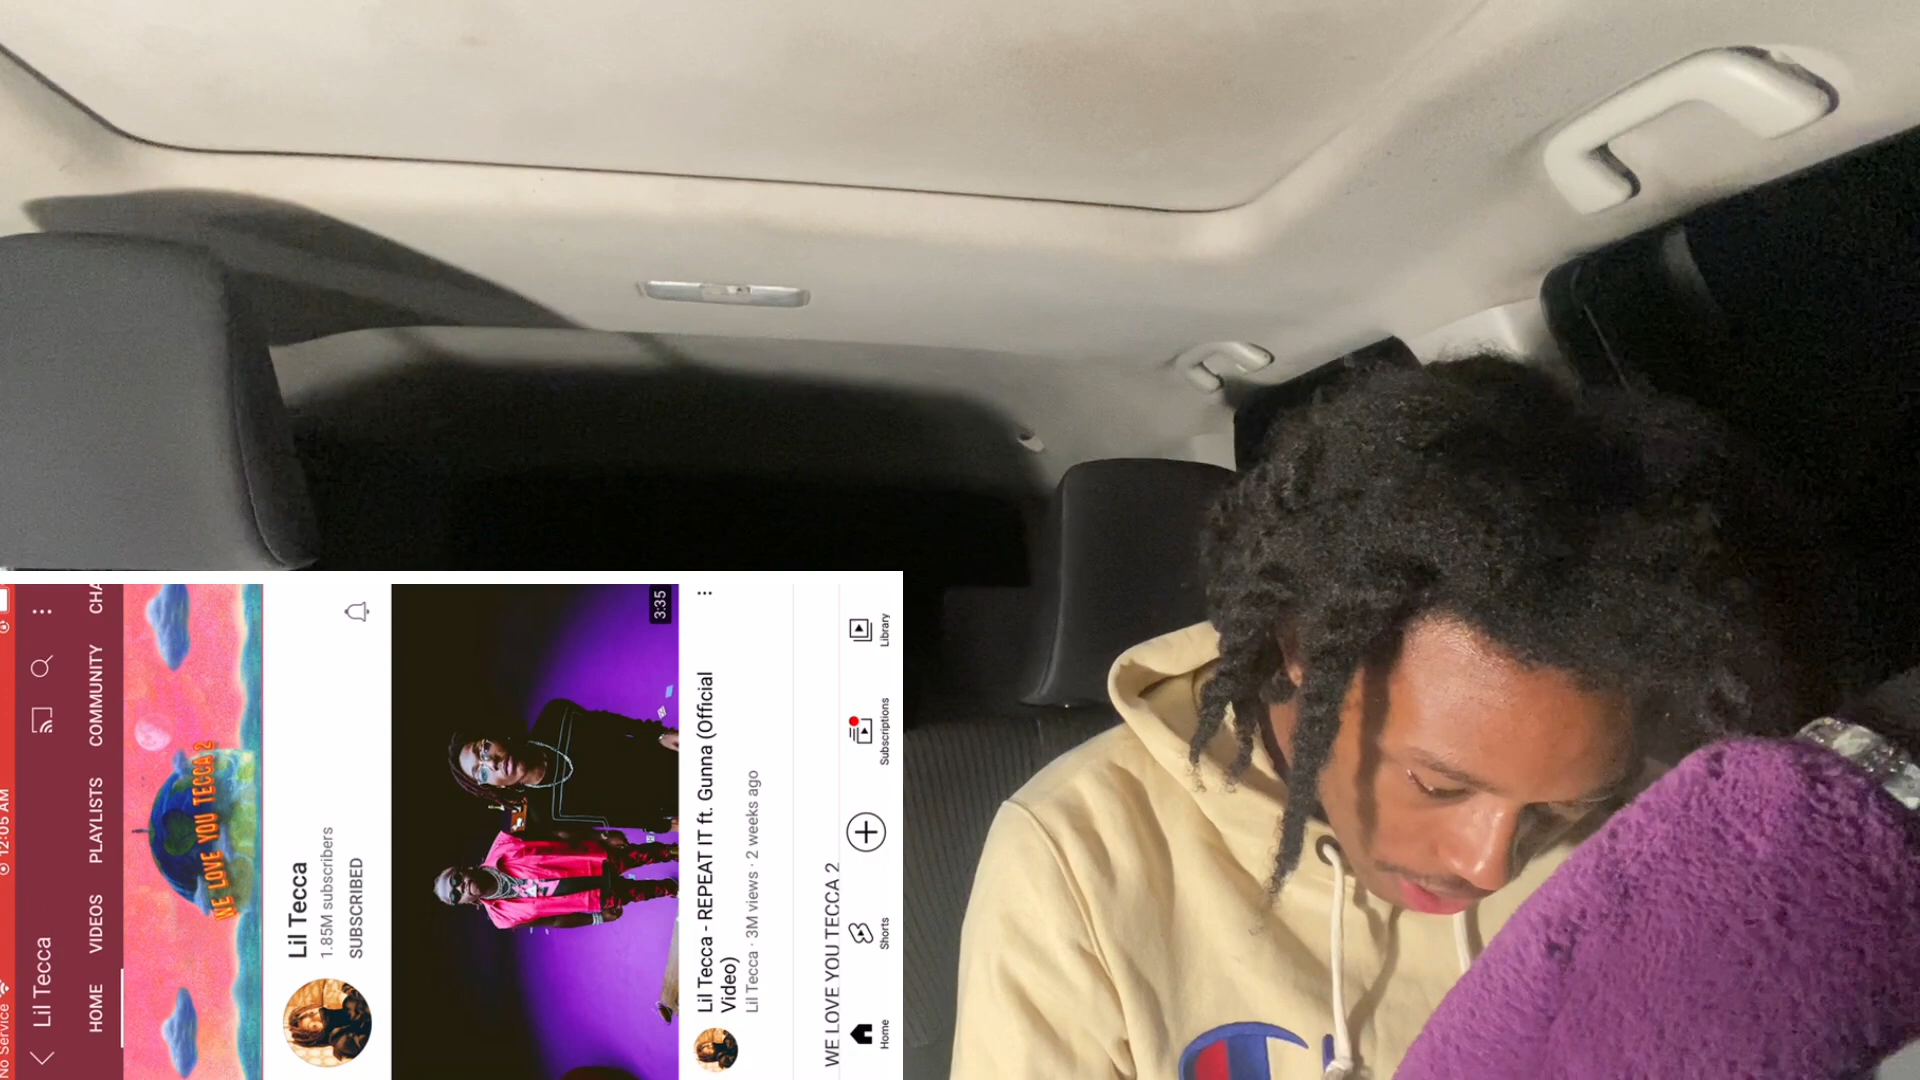 No Service
12:05 AM
Lil Tecca
HOME VIDEOS PLAYLISTS COMMUNITY CHA
WE LOVE YOU TECCA 2
Lil Tecca
1.85M subscribers
SUBSCRIBED
3:35
Lil Tecca - REPEAT IT ft. Gunna (Official
Video)
Lil Tecca · 3M views · 2 weeks ago
WE LOVE YOU TECCA 2
Home Shorts Subscriptions Library